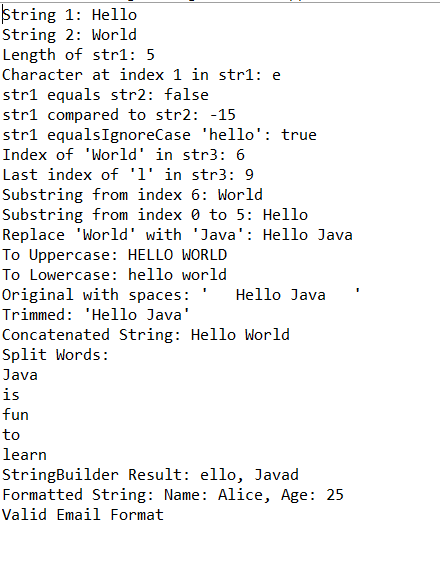 String 1: Hello
String 2: World
Length of str1: 5
Character at index 1 in str1: e
str1 equals str2: false
str1 compared to str2: -15
str1 equalsIgnoreCase 'hello': true
Index of 'World' in str3: 6
Last index of 'l' in str3: 9
Substring from index 6: World
Substring from index 0 to 5: Hello
Replace 'World' with 'Java': Hello Java
To Uppercase: HELLO WORLD
To Lowercase: hello world
Original with spaces: '   Hello Java   '
Trimmed: 'Hello Java'
Concatenated String: Hello World
Split Words:
Java
is
fun
to
learn
StringBuilder Result: ello, Javad
Formatted String: Name: Alice, Age: 25
Valid Email Format